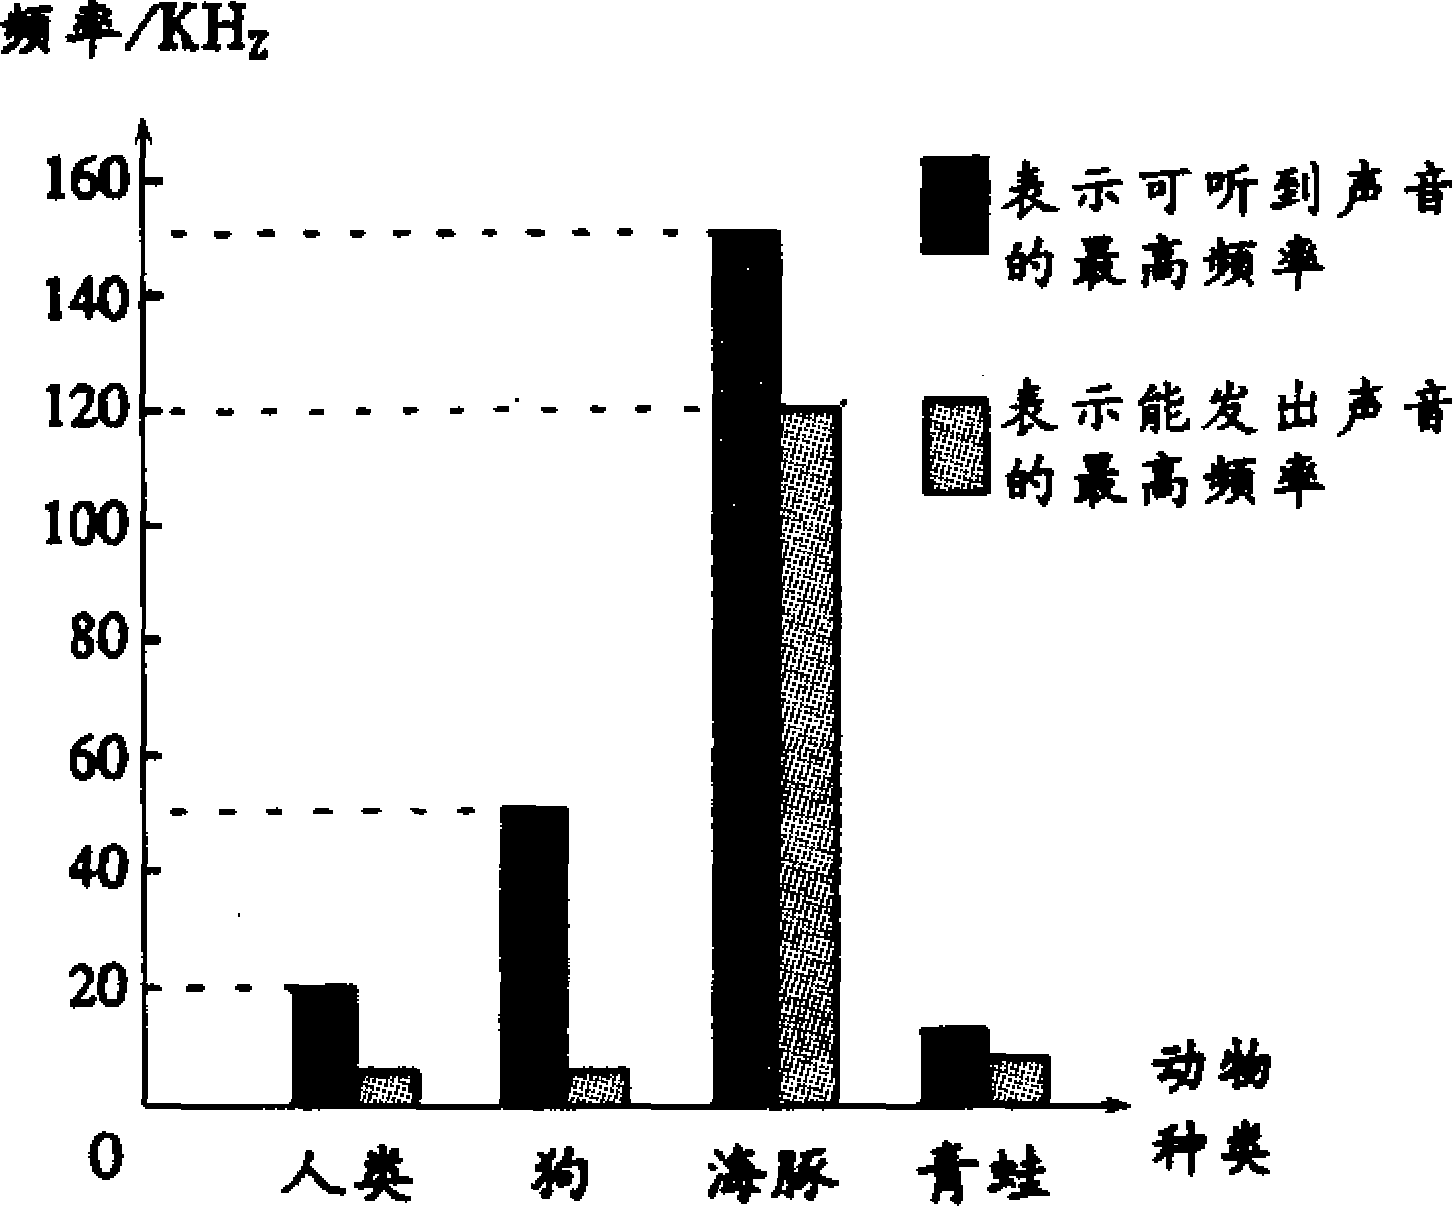 频率/KHz
160
140
120
100
80
60
40
20
0
表示可听到声音
的最高频率
表示能发出声音
的最高频率
人类
狗
海豚
青蛙
动物
种类